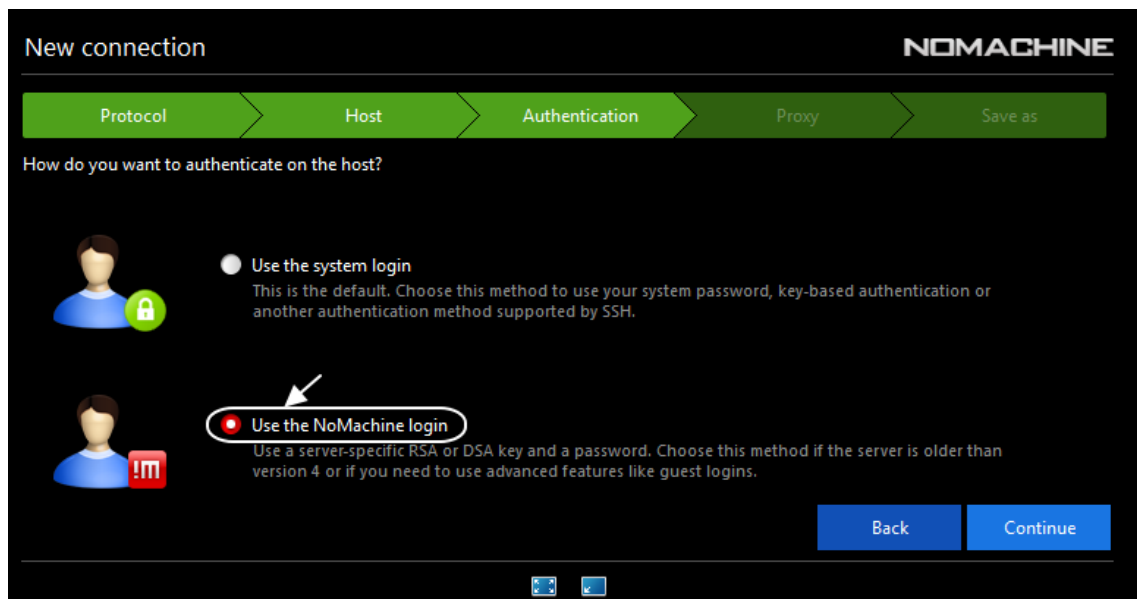 New connection
NOMACHINE
Protocol
Host
Authentication
Proxy
Save as
How do you want to authenticate on the host?
Use the system login
This is the default. Choose this method to use your system password, key-based authentication or
another authentication method supported by SSH.
Use the NoMachine login
Use a server-specific RSA or DSA key and a password. Choose this method if the server is older than
version 4 or if you need to use advanced features like guest logins.
!m
Back
Continue